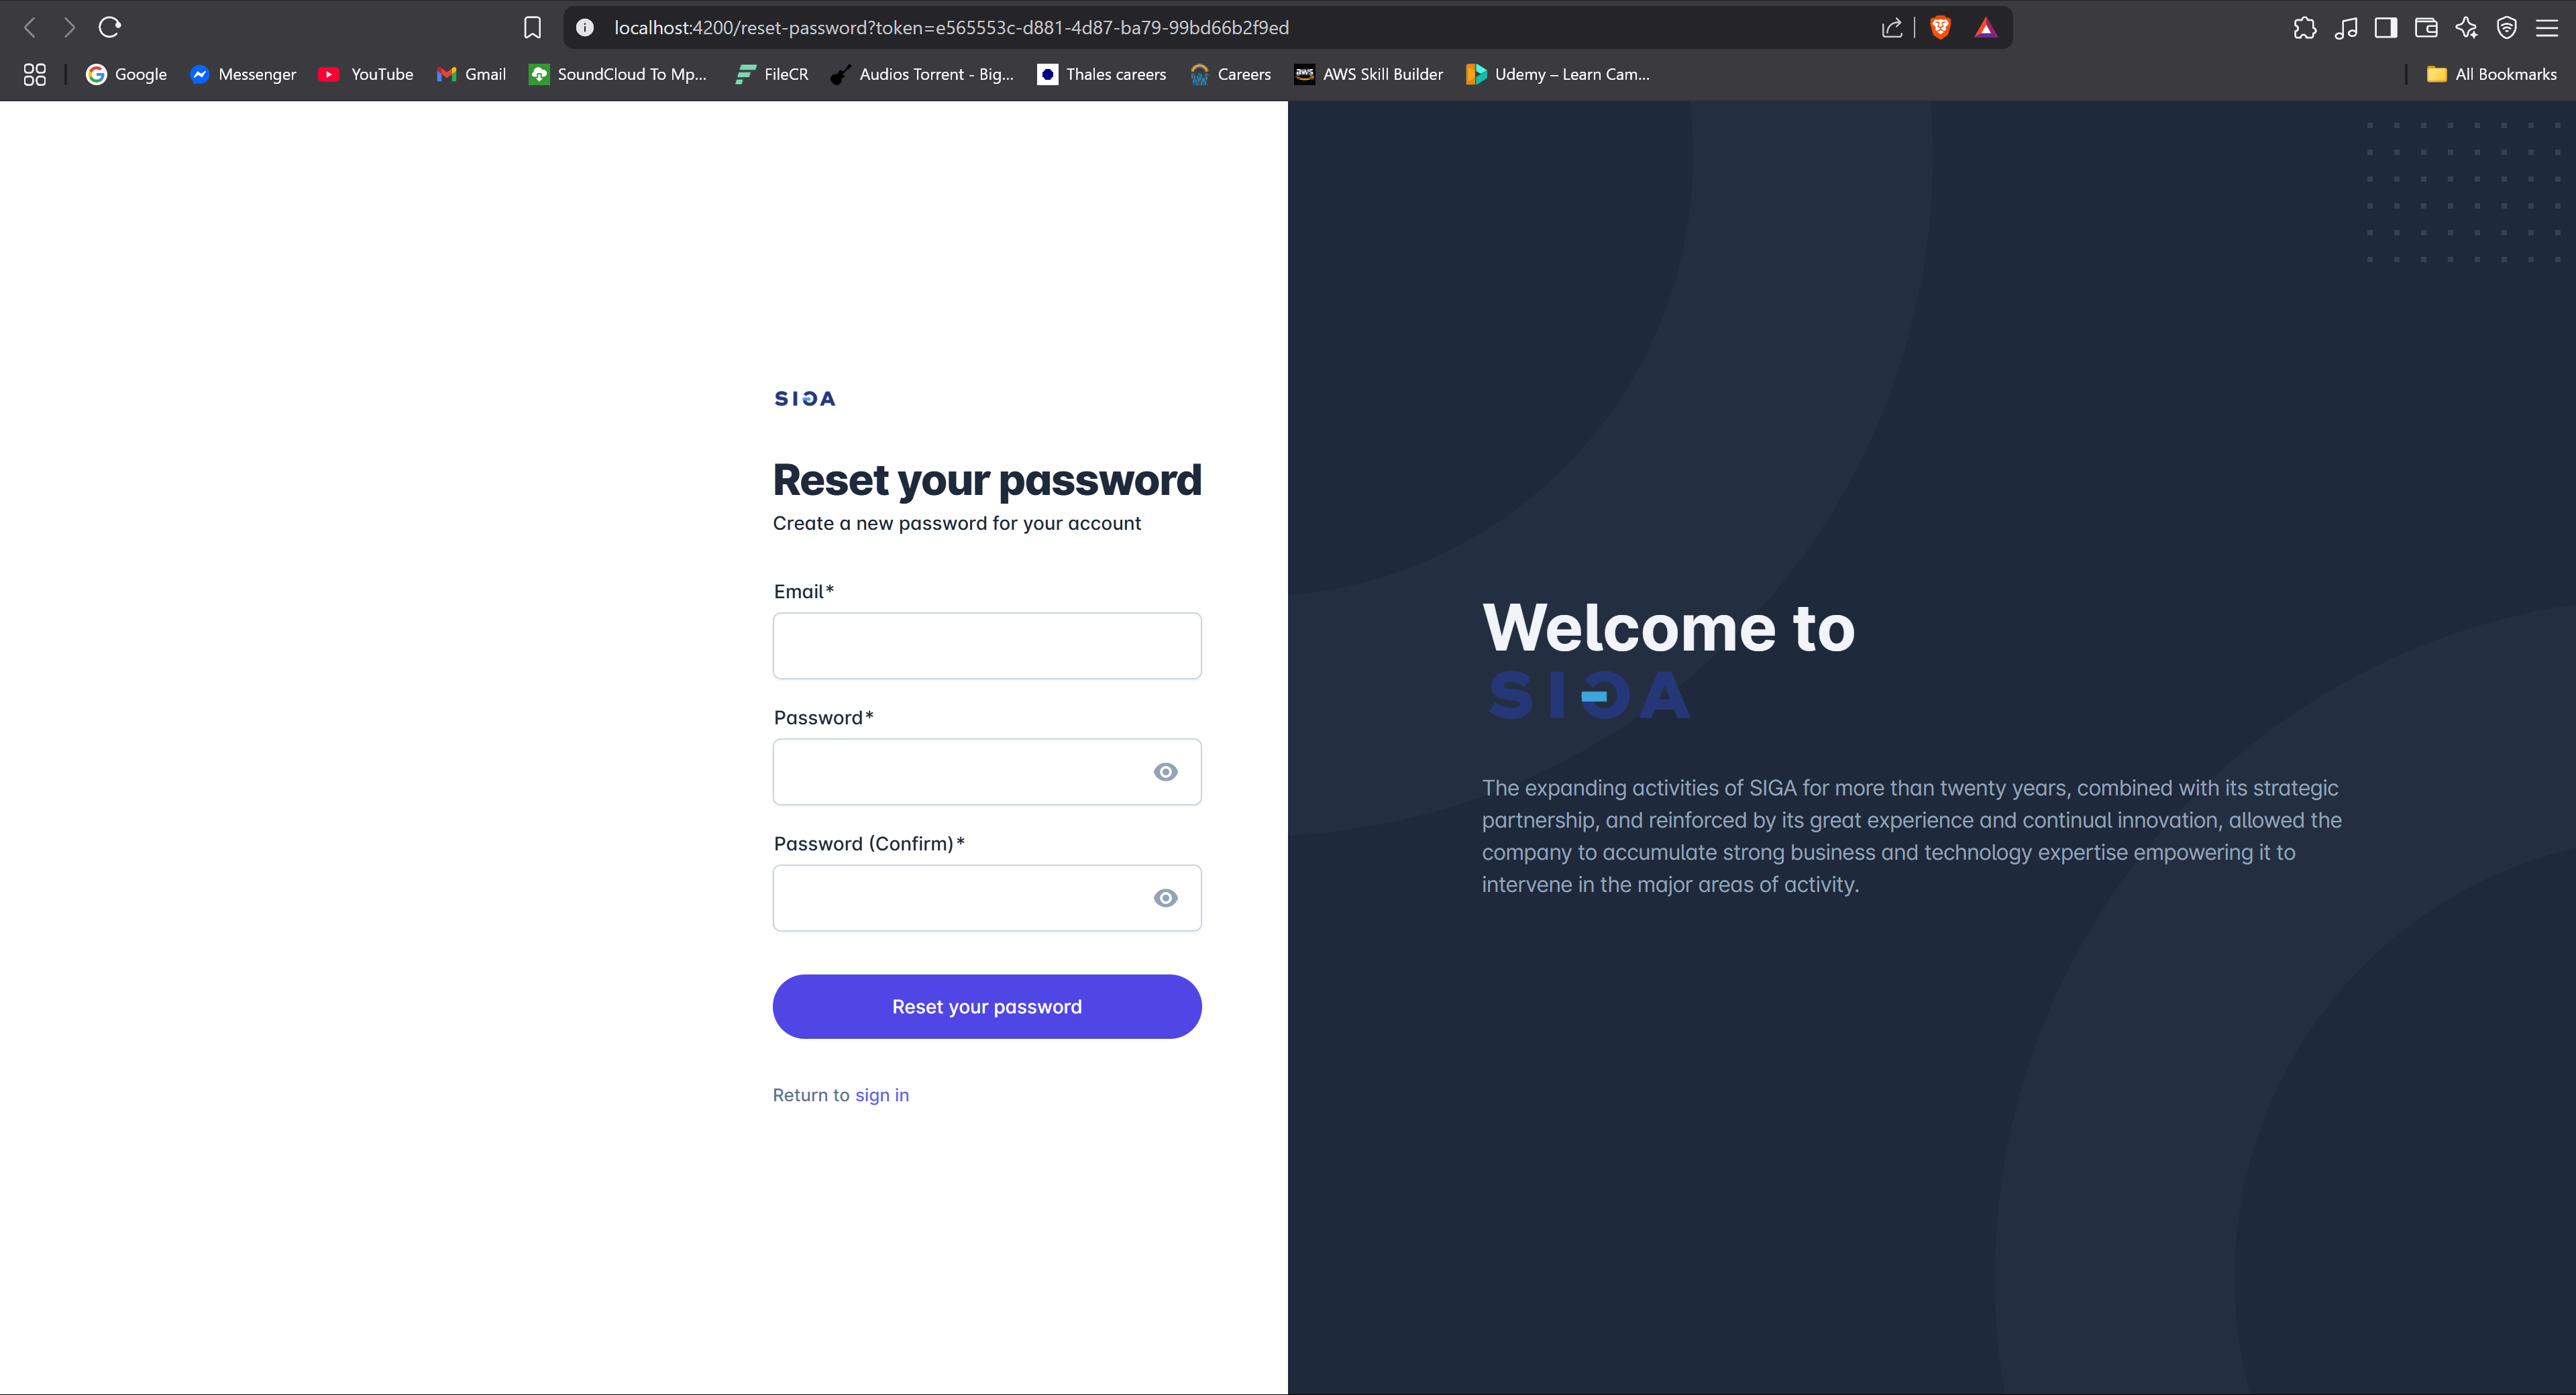 localhost:4200/reset-password?token=e565553c-d881-4d87-ba79-99bd66b2f9ed
Google
Messenger
YouTube
Gmail
SoundCloud To Mp...
FileCR
Audios Torrent - Big...
Thales careers
Careers
aws
AWS Skill Builder
Udemy – Learn Cam...
All Bookmarks
SIGA
Reset your password
Create a new password for your account
Email*
Password*
Password (Confirm)*
Reset your password
Return to sign in
Welcome to
SIGA
The expanding activities of SIGA for more than twenty years, combined with its strategic
partnership, and reinforced by its great experience and continual innovation, allowed the
company to accumulate strong business and technology expertise empowering it to
intervene in the major areas of activity.